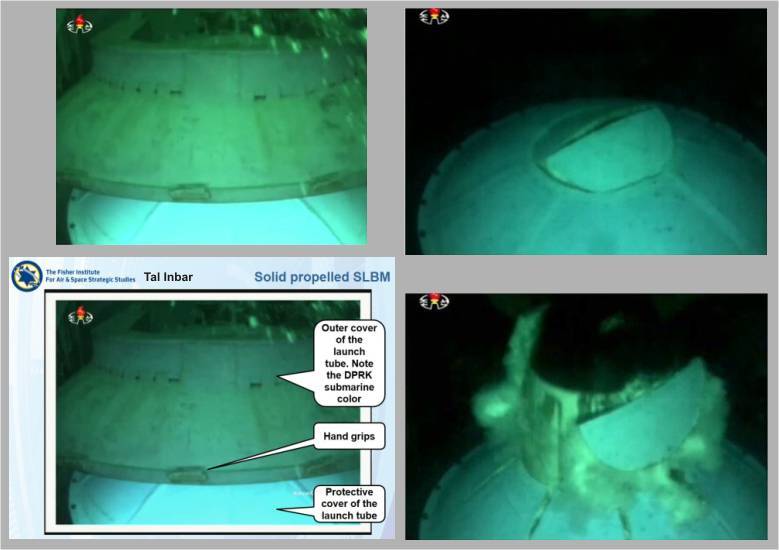 The Fisher Institute
For Air & Space Strategic Studies
Tal Inbar
Solid propelled SLBM
Outer cover
of the
launch
tube. Note
the DPRK
submarine
color
Hand grips
Protective
cover of the
launch tube